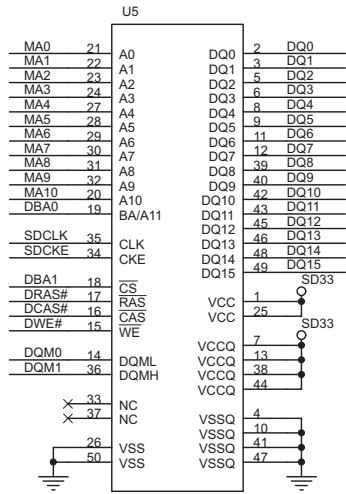 U5
MA0 21 A0 DQ0 2 DQ0
MA1 22 A1 DQ1 3 DQ1
MA2 23 A2 DQ2 5 DQ2
MA3 24 A3 DQ3 6 DQ3
MA4 27 A4 DQ4 8 DQ4
MA5 28 A5 DQ5 9 DQ5
MA6 29 A6 DQ6 11 DQ6
MA7 30 A7 DQ7 12 DQ7
MA8 31 A8 DQ8 39 DQ8
MA9 32 A9 DQ9 40 DQ9
MA10 20 A10 DQ10 42 DQ10
DBA0 19 BA/A11 DQ11 43 DQ11
DQ12 45 DQ12
SDCLK 35 CLK DQ13 46 DQ13
SDCKE 34 CKE DQ14 48 DQ14
DQ15 49 DQ15
SD33
DBA1 18 CS
DRAS# 17 RAS VCC 1
DCAS# 16 CAS VCC 25
DWE# 15 WE
SD33
VCCQ 7
DQM0 14 DQML VCCQ 13
DQM1 36 DQMH VCCQ 38
VCCQ 44
33 NC
37 NC VSSQ 4
VSSQ 10
26 VSS VSSQ 41
50 VSS VSSQ 47